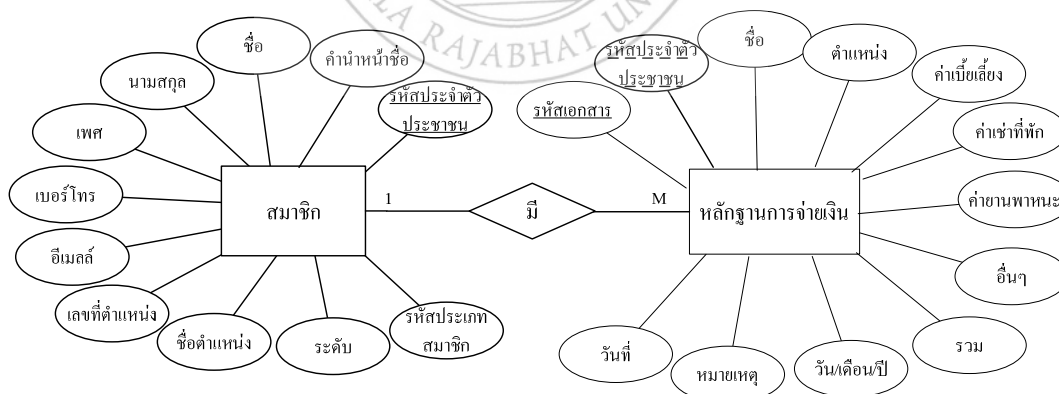 LA RAJABHAT UN
ชื่อ
คำนำหน้าชื่อ
นามสกุล
รหัสประจำตัว
ประชาชน
เพศ
เบอร์โทร
อีเมลล์
เลขที่ตำแหน่ง
ชื่อตำแหน่ง
ระดับ
รหัสประเภท
สมาชิก
สมาชิก
1
มี
M
หลักฐานการจ่ายเงิน
รหัสเอกสาร
รหัสประจำตัว
ประชาชน
ชื่อ
ตำแหน่ง
ค่าเบี้ยเลี้ยง
ค่าเช่าที่พัก
ค่ายานพาหนะ
อื่นๆ
รวม
วัน/เดือน/ปี
หมายเหตุ
วันที่